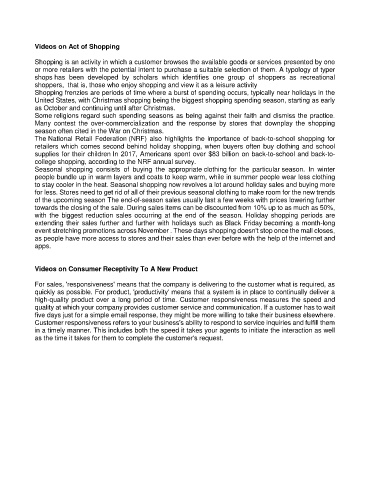 Videos on Act of Shopping
Shopping is an activity in which a customer browses the available goods or services presented by one
or more retailers with the potential intent to purchase a suitable selection of them. A typology of typer
shops has been developed by scholars which identifies one group of shoppers as recreational
shoppers, that is, those who enjoy shopping and view it as a leisure activity
Shopping frenzies are periods of time where a burst of spending occurs, typically near holidays in the
United States, with Christmas shopping being the biggest shopping spending season, starting as early
as October and continuing until after Christmas.
Some religions regard such spending seasons as being against their faith and dismiss the practice.
Many contest the over-commercialization and the response by stores that downplay the shopping
season often cited in the War on Christmas.
The National Retail Federation (NRF) also highlights the importance of back-to-school shopping for
retailers which comes second behind holiday shopping, when buyers often buy clothing and school
supplies for their children In 2017, Americans spent over $83 billion on back-to-school and back-to-
college shopping, according to the NRF annual survey.
Seasonal shopping consists of buying the appropriate clothing for the particular season. In winter
people bundle up in warm layers and coats to keep warm, while in summer people wear less clothing
to stay cooler in the heat. Seasonal shopping now revolves a lot around holiday sales and buying more
for less. Stores need to get rid of all of their previous seasonal clothing to make room for the new trends
of the upcoming season The end-of-season sales usually last a few weeks with prices lowering further
towards the closing of the sale. During sales items can be discounted from 10% up to as much as 50%,
with the biggest reduction sales occurring at the end of the season. Holiday shopping periods are
extending their sales further and further with holidays such as Black Friday becoming a month-long
event stretching promotions across November . These days shopping doesn't stop once the mall closes,
as people have more access to stores and their sales than ever before with the help of the internet and
apps.
Videos on Consumer Receptivity To A New Product
For sales, 'responsiveness' means that the company is delivering to the customer what is required, as
quickly as possible. For product, 'productivity' means that a system is in place to continually deliver a
high-quality product over a long period of time. Customer responsiveness measures the speed and
quality at which your company provides customer service and communication. If a customer has to wait
five days just for a simple email response, they might be more willing to take their business elsewhere.
Customer responsiveness refers to your business's ability to respond to service inquiries and fulfill them
in a timely manner. This includes both the speed it takes your agents to initiate the interaction as well
as the time it takes for them to complete the customer's request.